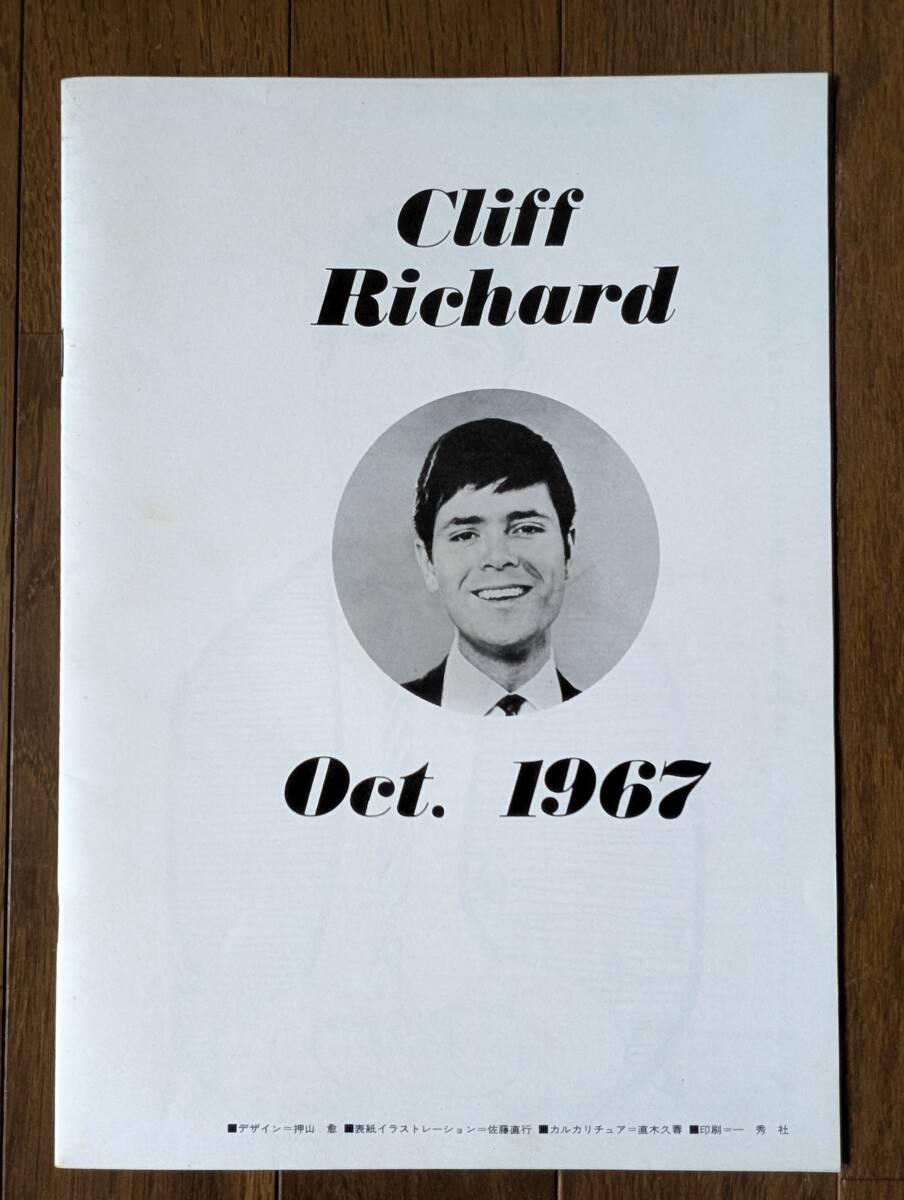 Cliff
Richard
Oct. 1967
■デザイン=押山 愈 ■表紙イラストレーション=佐藤直行 ■カルカリチュア=直木久蓉 ■印刷=一 秀 社